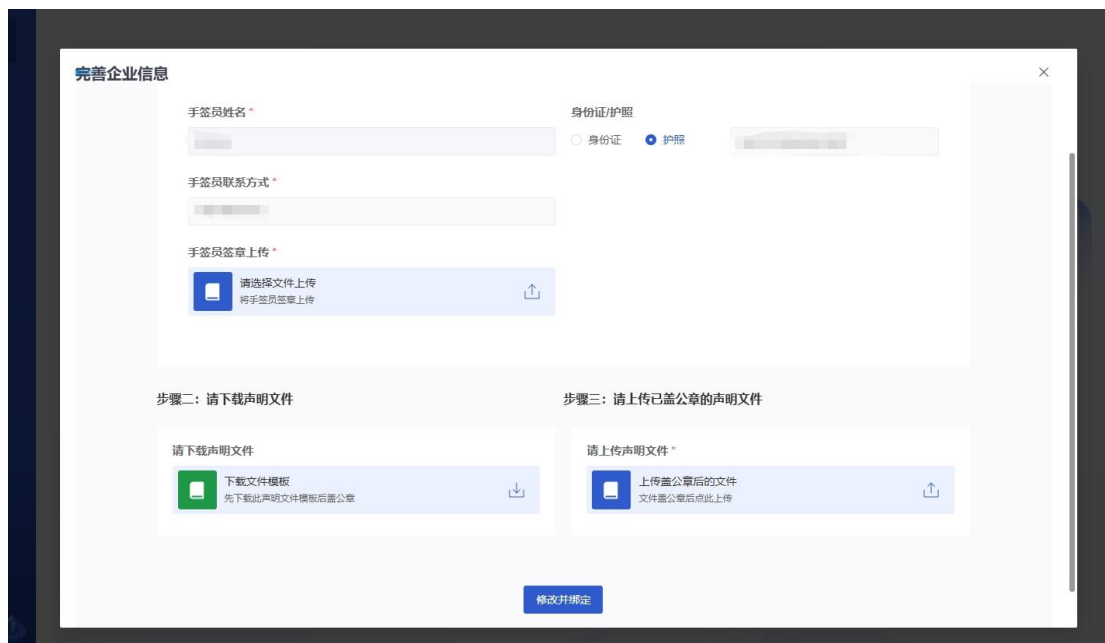 完善企业信息
手签员姓名 *
身份证/护照
身份证
护照
手签员联系方式 *
手签员签章上传 *
请选择文件上传
将手签员签章上传
步骤二：请下载声明文件
步骤三：请上传已盖公章的声明文件
请下载声明文件
请上传声明文件 *
下载文件模板
先下载此声明文件模板后盖公章
上传盖公章后的文件
文件盖公章后点此上传
修改并绑定